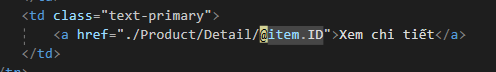 <td class="text-primary">
<a href="./Product/Detail/@item.ID">Xem chi tiết</a>
</td>